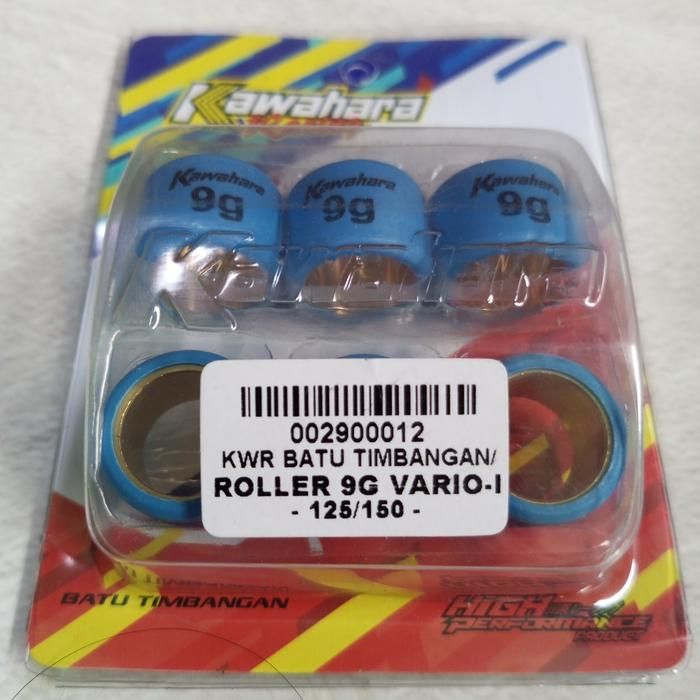 Kawahara
Kawahara
9g
Kawahara
9g
Kawahara
9g
Kawahara
002900012
KWR BATU TIMBANGAN/
ROLLER 9G VARIO-I
- 125/150 -
BATU TIMBANGAN
HIGH
PERFORMANCE
PRODUCT